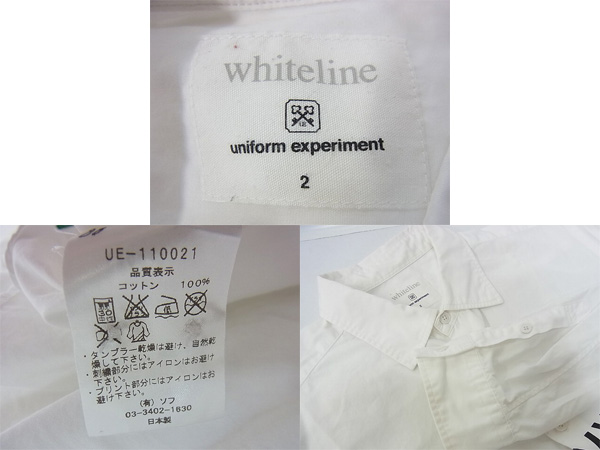 whiteline
uniform experiment
2
UE-110021
品質表示
コットン 100%
・タンブラー乾燥は避け、自然乾
燥して下さい。
・刺繍部分にはアイロンはお避け
下さい。
・プリント部分にはアイロンはお
避け下さい。
(有)ソフ
03-3402-1630
日本製
whiteline
uniform experiment
2